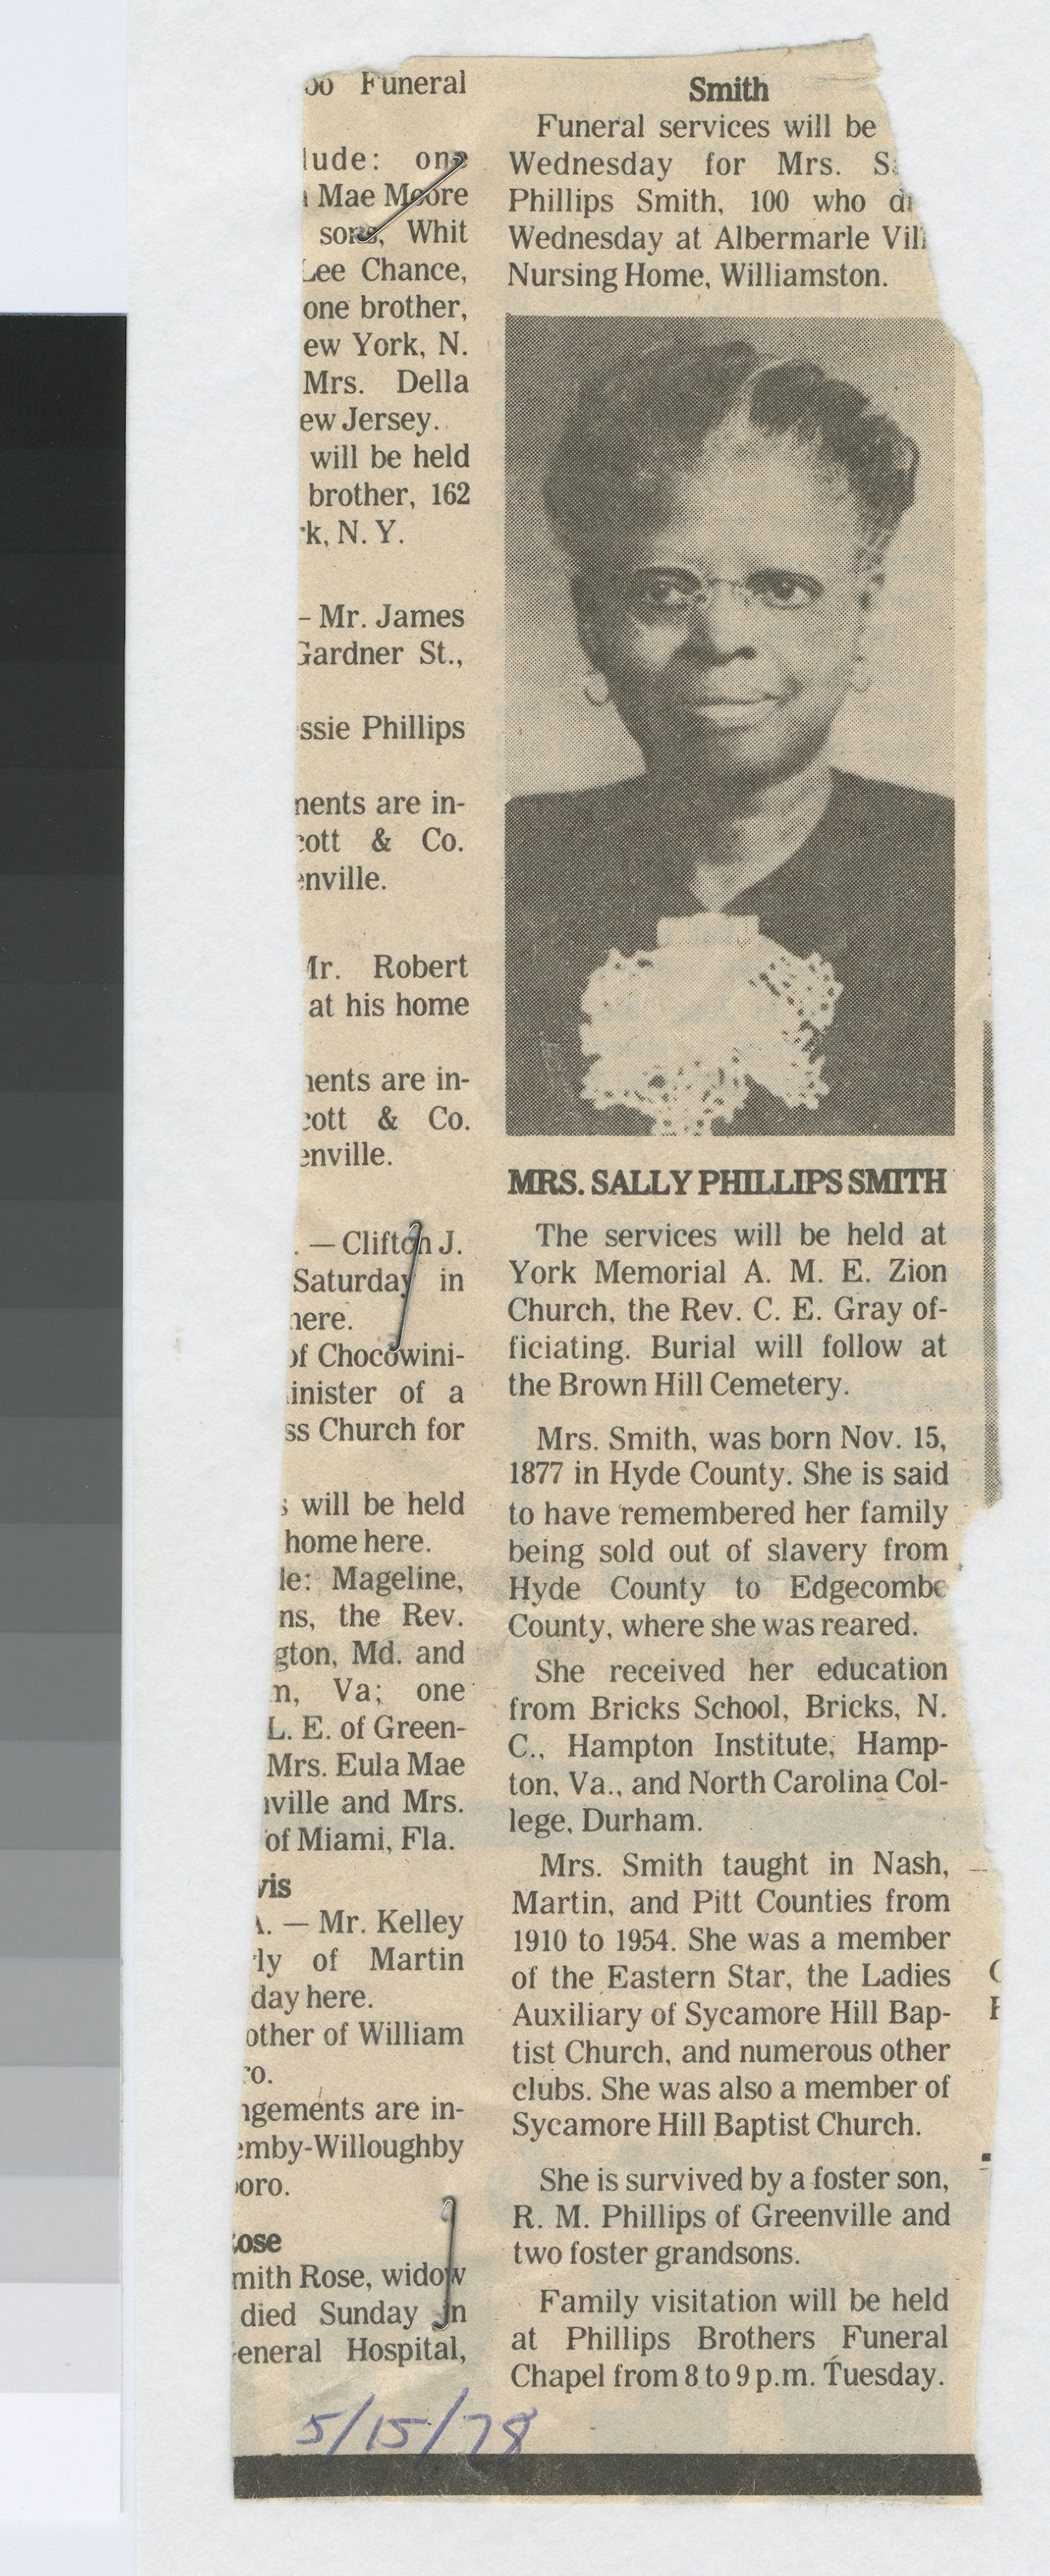 Funeral
lude: one
Mae Moore
sons, Whit
Lee Chance,
one brother,
ew York, N.
Mrs. Della
ew Jersey.
will be held
brother, 162
k, N. Y.
— Mr. James
Gardner St.,
ssie Phillips
ments are in-
cott & Co.
enville.
Mr. Robert
at his home
ments are in-
cott & Co.
enville.
. — Clifton J.
Saturday in
here.
of Chocowini-
inister of a
ss Church for
s will be held
home here.
de: Mageline,
ns, the Rev.
gton, Md. and
m, Va; one
L. E. of Green-
Mrs. Eula Mae
nville and Mrs.
of Miami, Fla.
vis
A. — Mr. Kelley
rly of Martin
day here.
other of William
ro.
ngements are in-
emby-Willoughby
boro.
Rose
mith Rose, widow
died Sunday in
General Hospital,
Smith
Funeral services will be
Wednesday for Mrs. Sa
Phillips Smith, 100 who di
Wednesday at Albermarle Vill
Nursing Home, Williamston.
MRS. SALLY PHILLIPS SMITH
The services will be held at
York Memorial A. M. E. Zion
Church, the Rev. C. E. Gray of-
ficiating. Burial will follow at
the Brown Hill Cemetery.
Mrs. Smith, was born Nov. 15,
1877 in Hyde County. She is said
to have remembered her family
being sold out of slavery from
Hyde County to Edgecombe
County, where she was reared.
She received her education
from Bricks School, Bricks, N.
C., Hampton Institute, Hamp-
ton, Va., and North Carolina Col-
lege, Durham.
Mrs. Smith taught in Nash,
Martin, and Pitt Counties from
1910 to 1954. She was a member
of the Eastern Star, the Ladies
Auxiliary of Sycamore Hill Bap-
tist Church, and numerous other
clubs. She was also a member of
Sycamore Hill Baptist Church.
She is survived by a foster son,
R. M. Phillips of Greenville and
two foster grandsons.
Family visitation will be held
at Phillips Brothers Funeral
Chapel from 8 to 9 p.m. Tuesday.
5/15/78